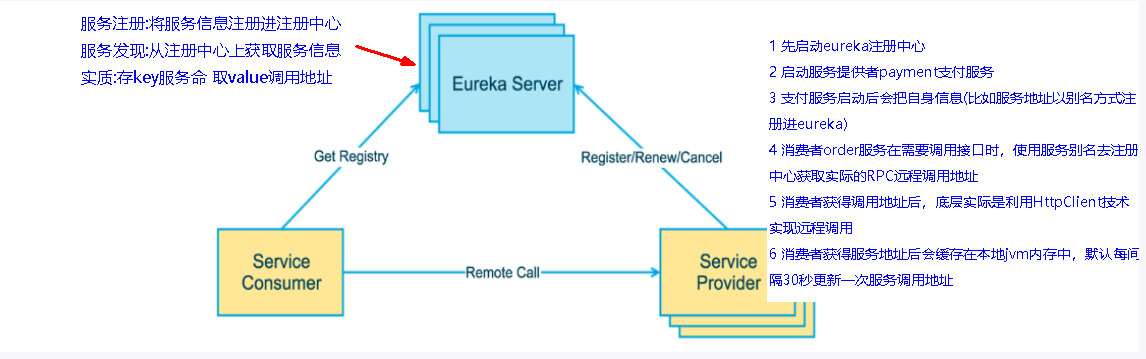 服务注册:将服务信息注册进注册中心
服务发现:从注册中心上获取服务信息
实质:存key服务命 取value调用地址
Eureka Server
Get Registry
Register/Renew/Cancel
Service
Consumer
Remote Call
Service
Provider
1 先启动eureka注册中心
2 启动服务提供者payment支付服务
3 支付服务启动后会把自身信息(比如服务地址以别名方式注
册进eureka)
4 消费者order服务在需要调用接口时，使用服务别名去注册
中心获取实际的RPC远程调用地址
5 消费者获得调用地址后，底层实际是利用HttpClient技术
实现远程调用
6 消费者获得服务地址后会缓存在本地jvm内存中，默认每间
隔30秒更新一次服务调用地址